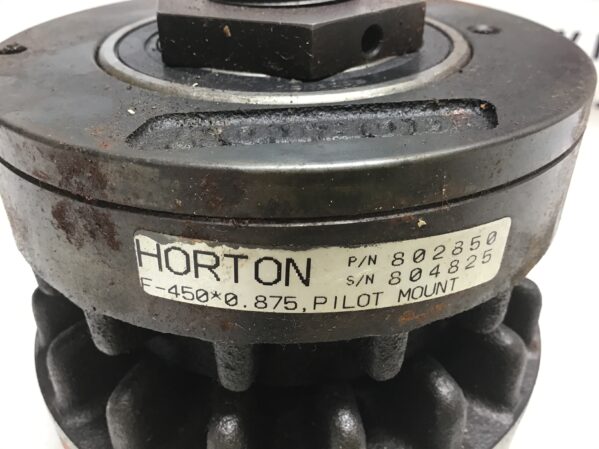 HORTON P/N 802850
S/N 804825
F-450*0.875, PILOT MOUNT